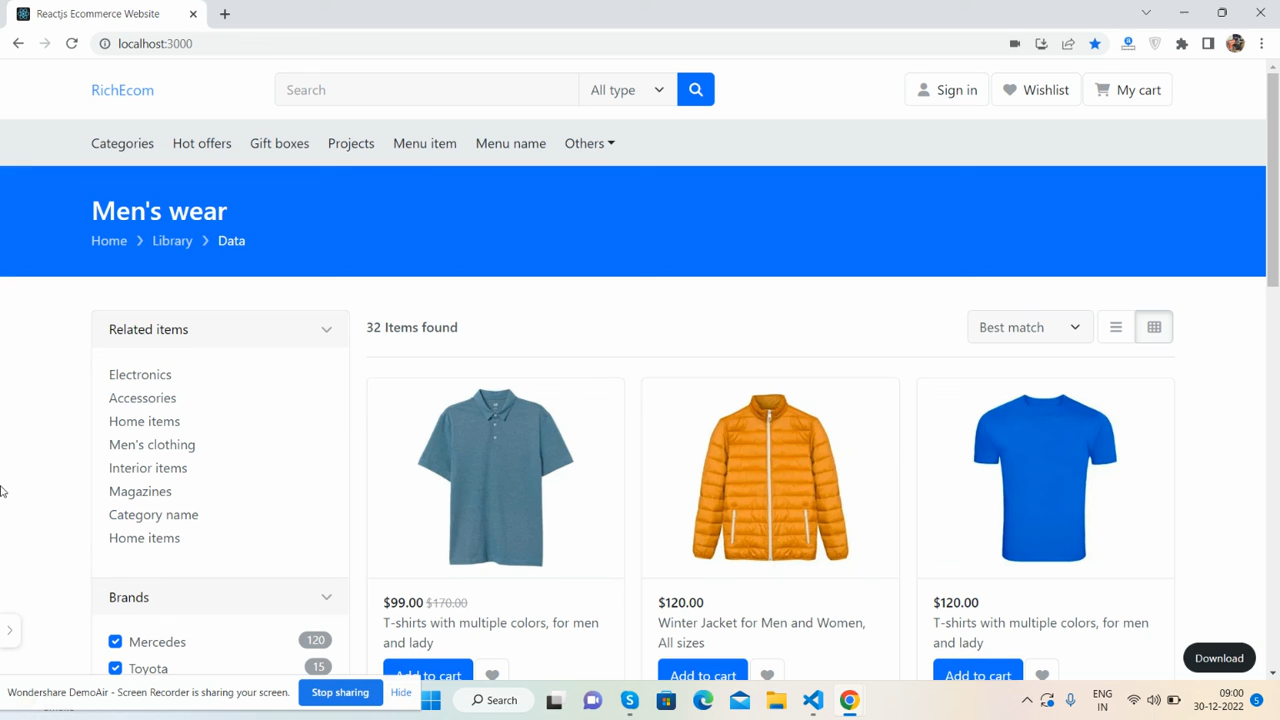 Reactjs Ecommerce Website
localhost:3000
RichEcom
Search
All type
Sign in
Wishlist
My cart
Categories Hot offers Gift boxes Projects Menu item Menu name Others
Men's wear
Home Library Data
Related items
Electronics
Accessories
Home items
Men's clothing
Interior items
Magazines
Category name
Home items
Brands
Mercedes 120
Toyota 15
32 Items found
Best match
$99.00 $170.00
T-shirts with multiple colors, for men
and lady
Add to cart
$120.00
Winter Jacket for Men and Women,
All sizes
Add to cart
$120.00
T-shirts with multiple colors, for men
and lady
Add to cart
Download
Wondershare DemoAir - Screen Recorder is sharing your screen.
Stop sharing
Hide
Search
ENG
IN
09:00
30-12-2022
5